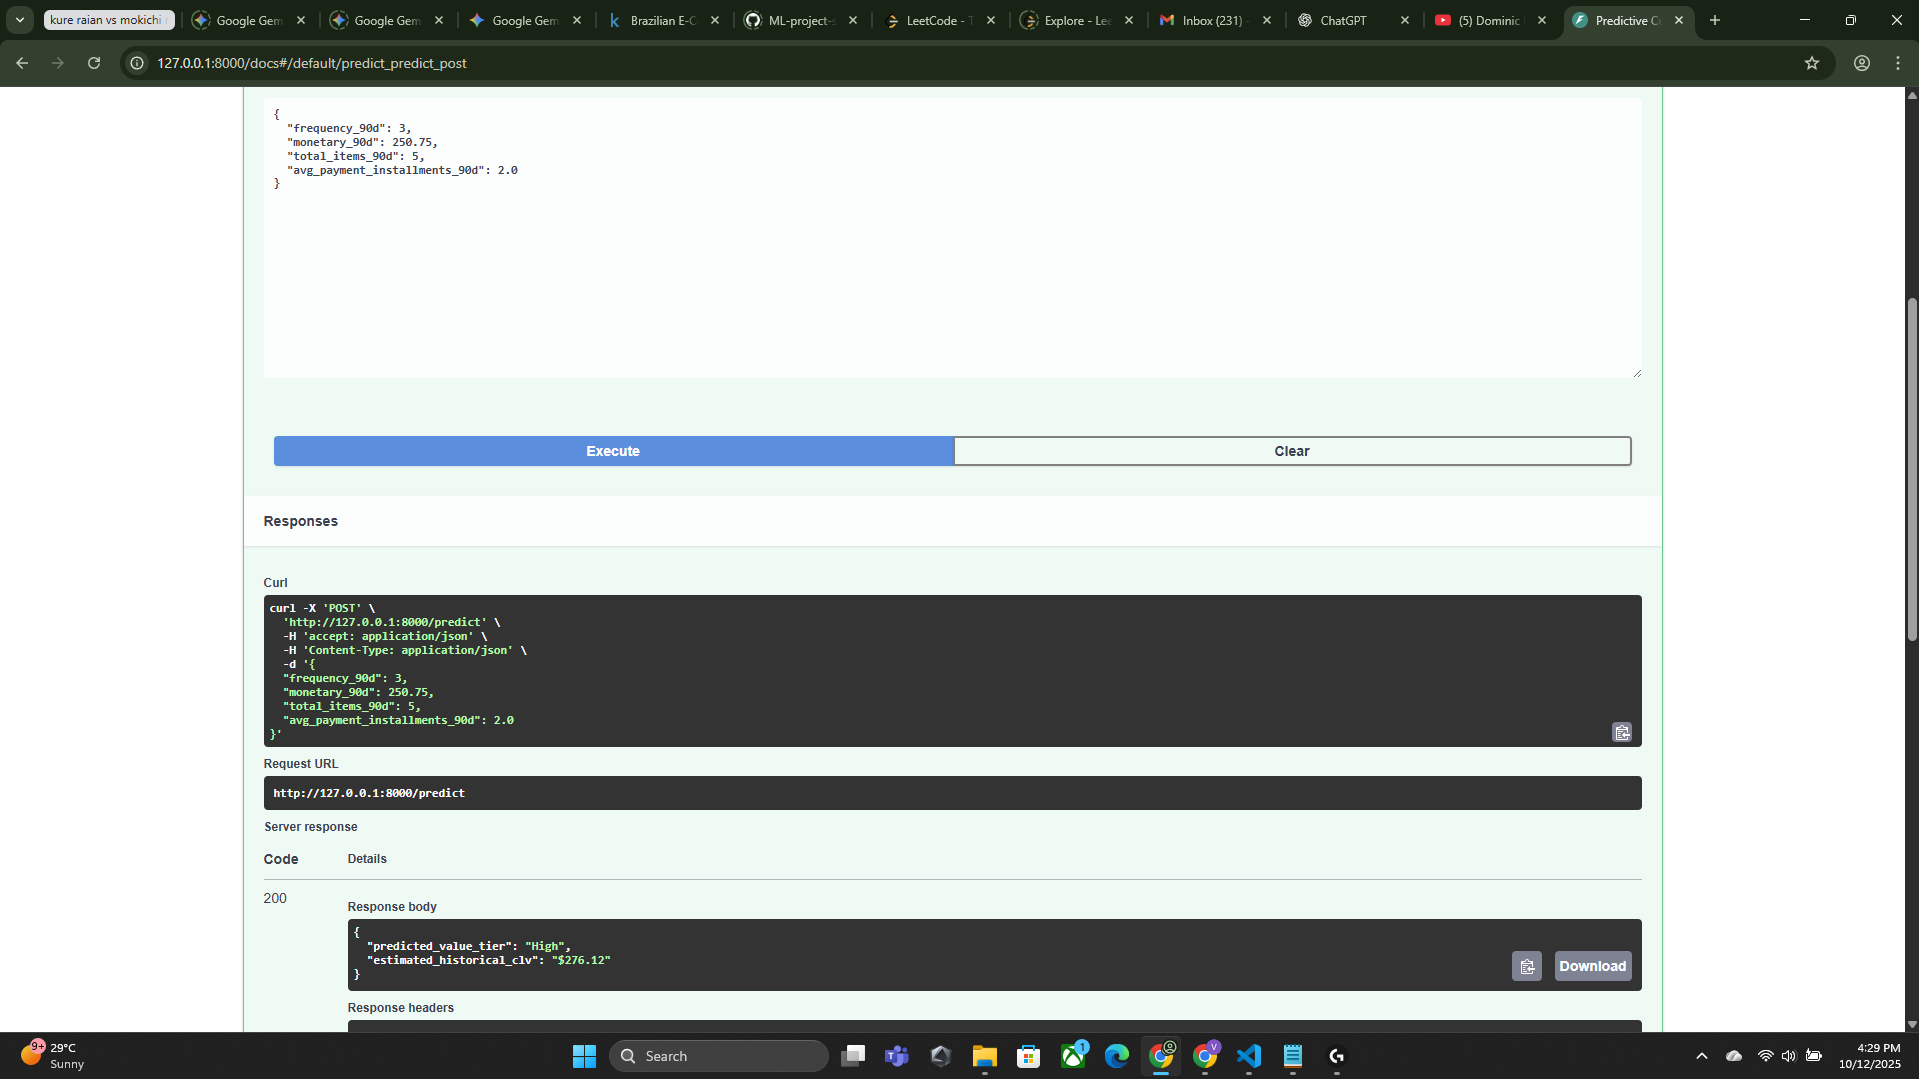 kure raian vs mokichi
Google Gem
Google Gem
Google Gem
Brazilian E-C
ML-project-s
LeetCode - T
Explore - Lee
Inbox (231) -
ChatGPT
(5) Dominic
Predictive Cu
127.0.0.1:8000/docs#/default/predict_predict_post
{
"frequency_90d": 3,
"monetary_90d": 250.75,
"total_items_90d": 5,
"avg_payment_installments_90d": 2.0
}
Execute
Clear
Responses
Curl
curl -X 'POST' \
'http://127.0.0.1:8000/predict' \
-H 'accept: application/json' \
-H 'Content-Type: application/json' \
-d '{
"frequency_90d": 3,
"monetary_90d": 250.75,
"total_items_90d": 5,
"avg_payment_installments_90d": 2.0
}'
Request URL
http://127.0.0.1:8000/predict
Server response
Code
Details
200
Response body
{
"predicted_value_tier": "High",
"estimated_historical_clv": "$276.12"
}
Download
Response headers
9+
29°C
Sunny
Search
1
V
4:29 PM
10/12/2025